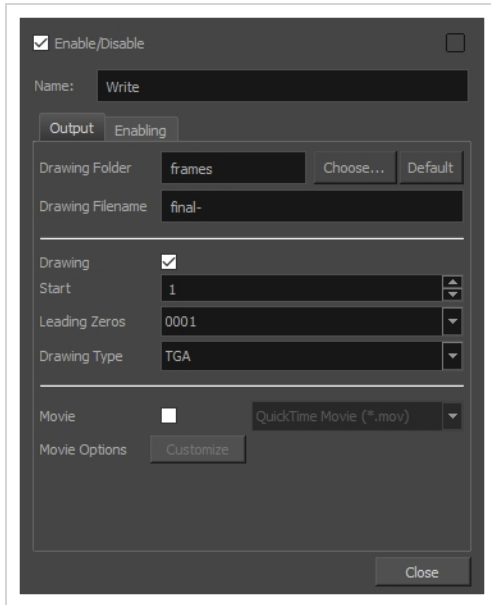 Enable/Disable
Name: Write
Output Enabling
Drawing Folder frames Choose... Default
Drawing Filename final-
Drawing
Start 1
Leading Zeros 0001
Drawing Type TGA
Movie QuickTime Movie (*.mov)
Movie Options Customize
Close